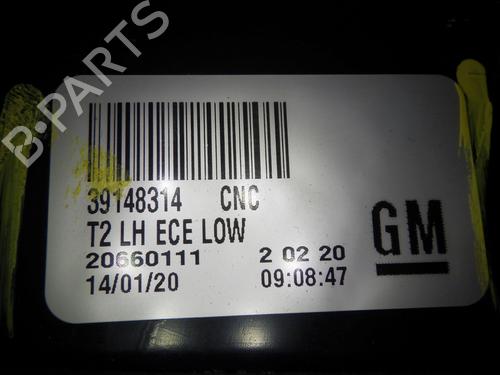 B-PARTS
39148314 CNC
T2 LH ECE LOW
20660111 2 02 20
14/01/20 09:08:47
GM